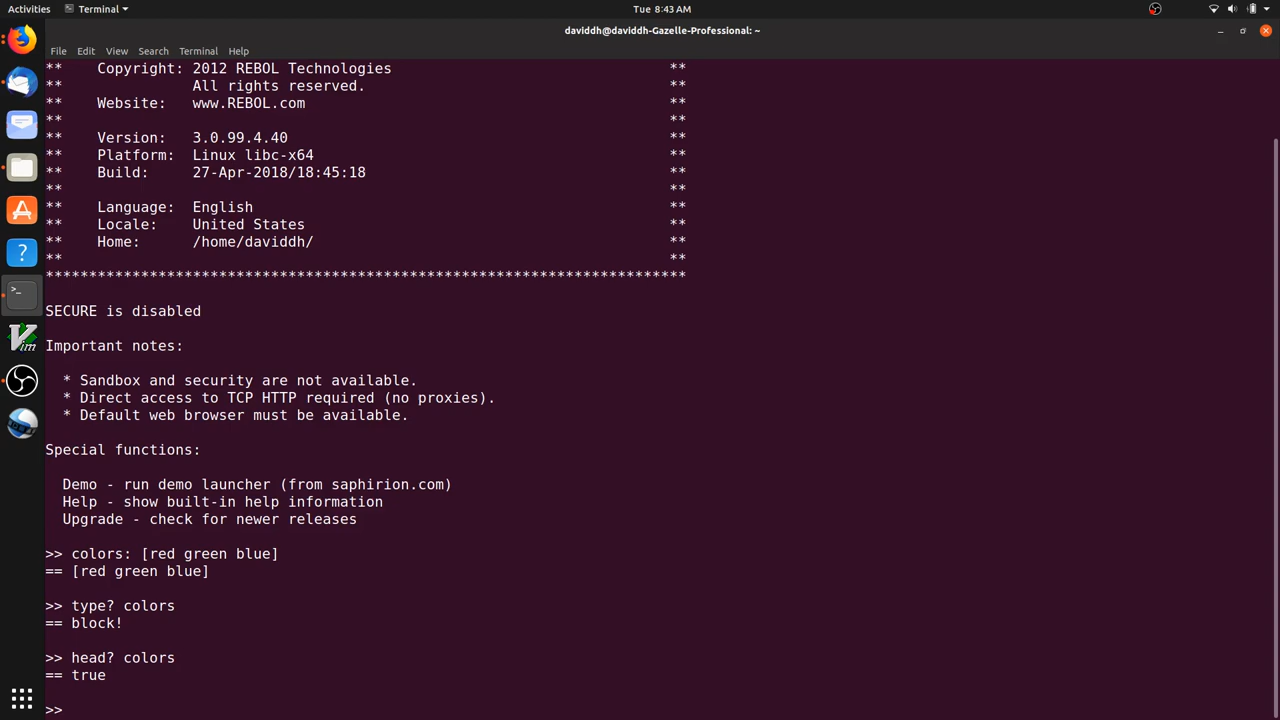 Activities
Terminal
Tue 8:43 AM
daviddh@daviddh-Gazelle-Professional: ~
File Edit View Search Terminal Help
** Copyright: 2012 REBOL Technologies **
** All rights reserved. **
** Website: www.REBOL.com **
** **
** Version: 3.0.99.4.40 **
** Platform: Linux libc-x64 **
** Build: 27-Apr-2018/18:45:18 **
** **
** Language: English **
** Locale: United States **
** Home: /home/daviddh/ **
** **
**************************************************************************
SECURE is disabled
Important notes:
* Sandbox and security are not available.
* Direct access to TCP HTTP required (no proxies).
* Default web browser must be available.
Special functions:
Demo - run demo launcher (from saphirion.com)
Help - show built-in help information
Upgrade - check for newer releases
>> colors: [red green blue]
== [red green blue]
>> type? colors
== block!
>> head? colors
== true
>>